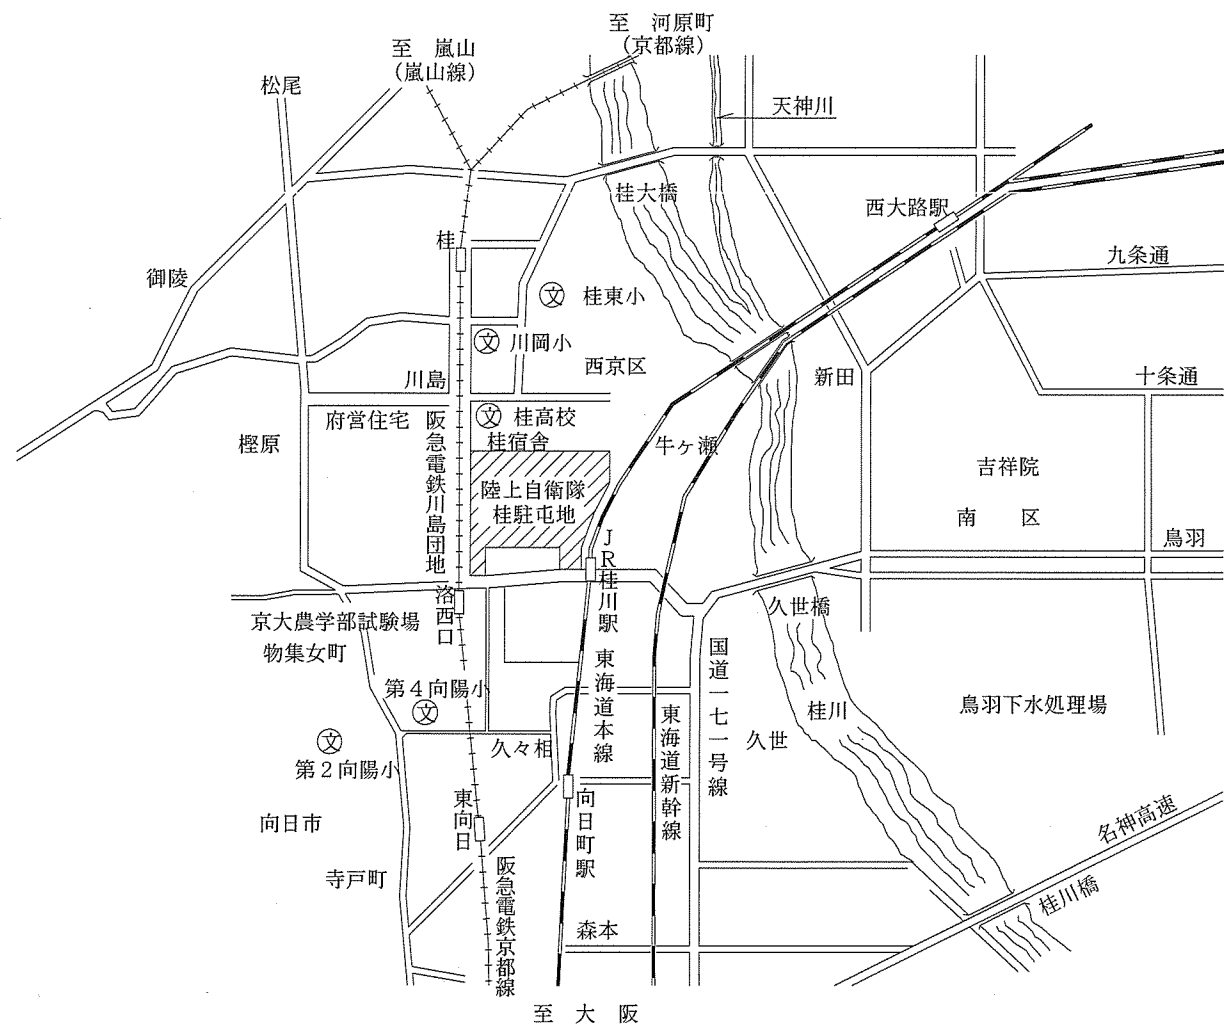 至　河原町
（京都線）
至　嵐山
（嵐山線）
松尾
天神川
桂大橋
西大路駅
桂
九条通
御陵
文　桂東小
文　川岡小
西京区
川島
新田
十条通
府営住宅
文　桂高校
桂宿舎
樫原
阪急電鉄川島団地
牛ヶ瀬
吉祥院
陸上自衛隊
桂駐屯地
南　区
鳥羽
JR桂川駅
洛西口
久世橋
京大農学部試験場
物集女町
国道一七一号線
東海道本線
第４向陽小
文
桂川
鳥羽下水処理場
東海道新幹線
久世
文
久々相
第２向陽小
東向日
向日町駅
向日市
名神高速
寺戸町
阪急電鉄京都線
桂川橋
森本
至　大　阪